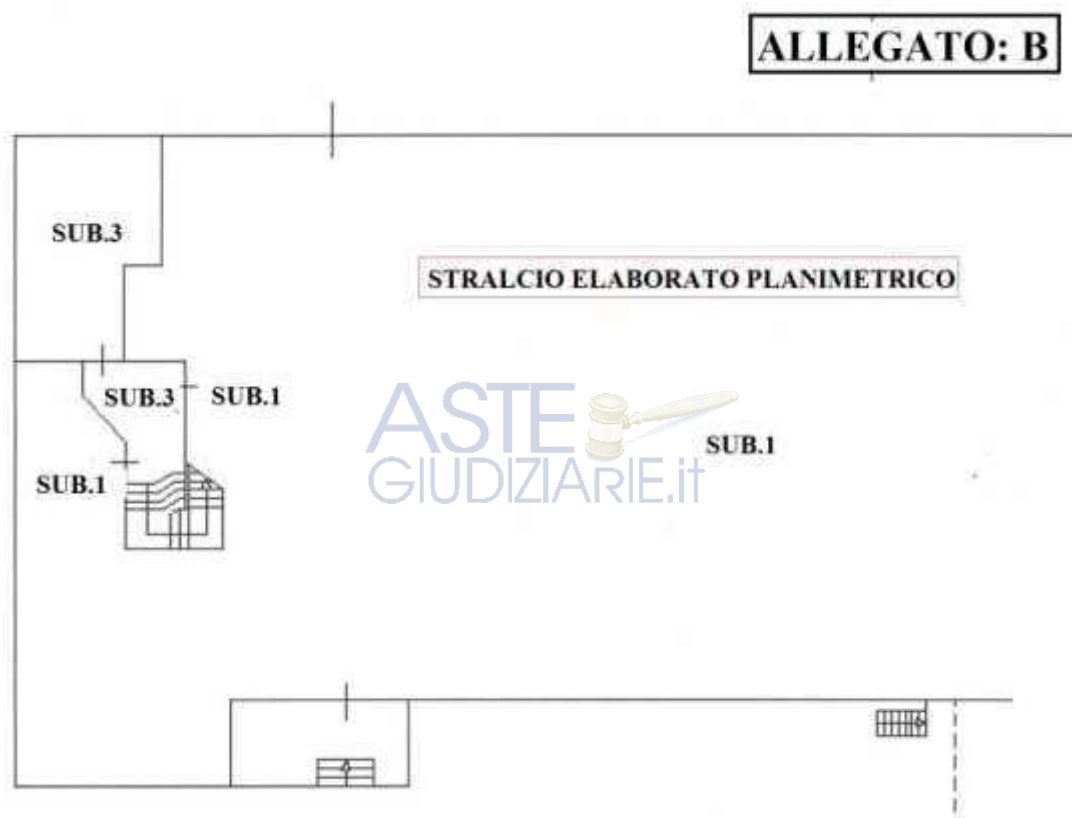 ALLEGATO: B
SUB.3
STRALCIO ELABORATO PLANIMETRICO
SUB.3
SUB.1
SUB.1
SUB.1
ASTE
GIUDIZIARIE.it